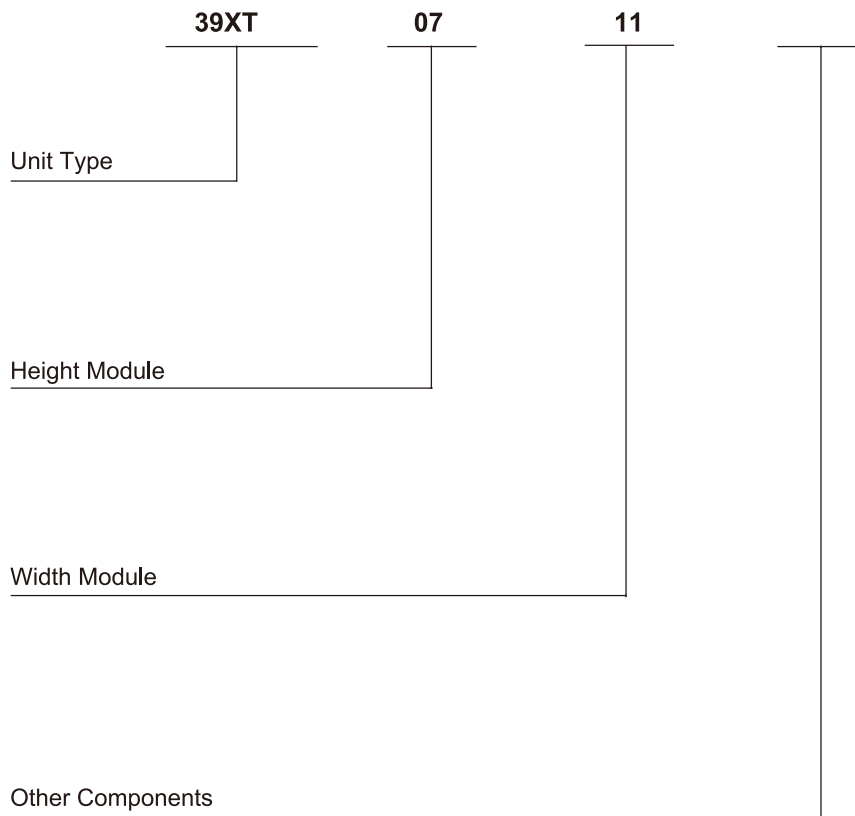 39XT 07 11
Unit Type
Height Module
Width Module
Other Components